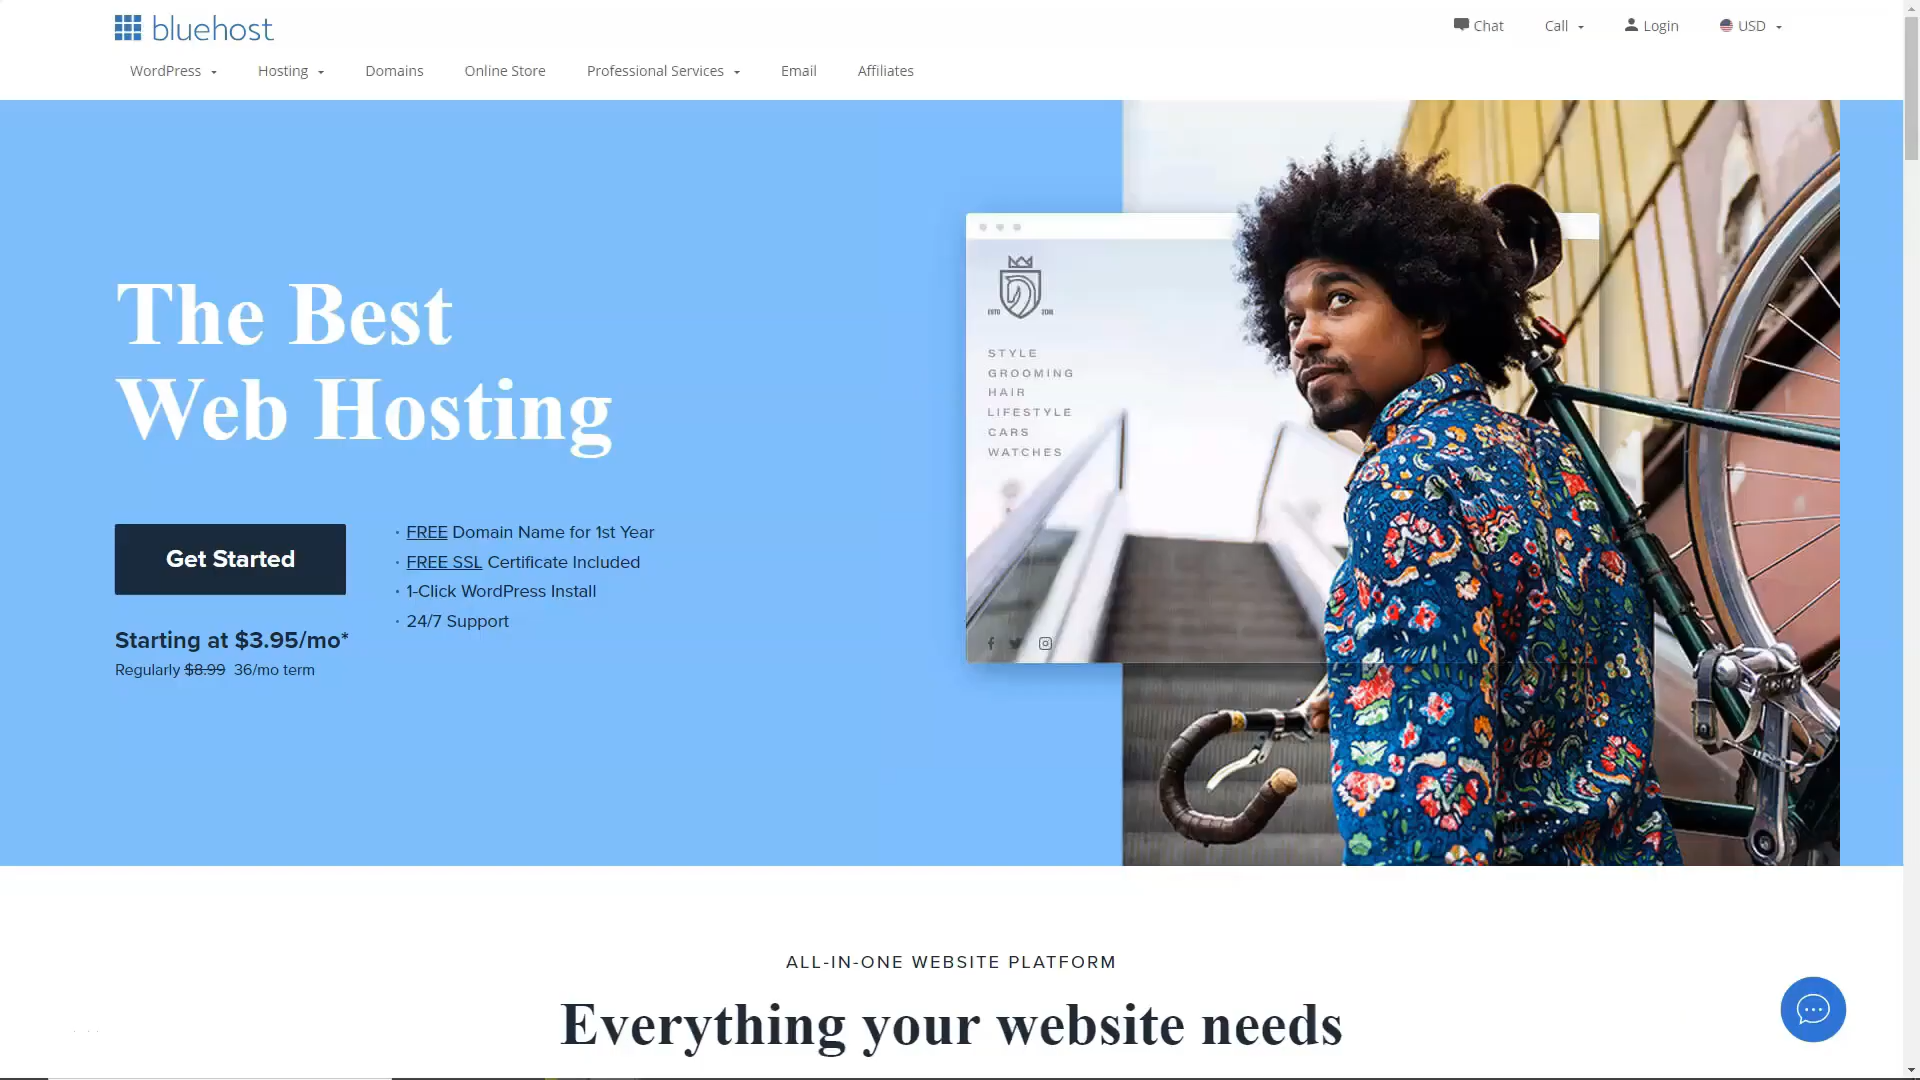 bluehost
Chat
Call
Login
USD
WordPress
Hosting
Domains
Online Store
Professional Services
Email
Affiliates
The Best
Web Hosting
Get Started
Starting at $3.95/mo*
Regularly $8.99 36/mo term
· FREE Domain Name for 1st Year
· FREE SSL Certificate Included
· 1-Click WordPress Install
· 24/7 Support
ESTD
STYLE
GROOMING
HAIR
LIFESTYLE
CARS
WATCHES
ALL-IN-ONE WEBSITE PLATFORM
Everything your website needs